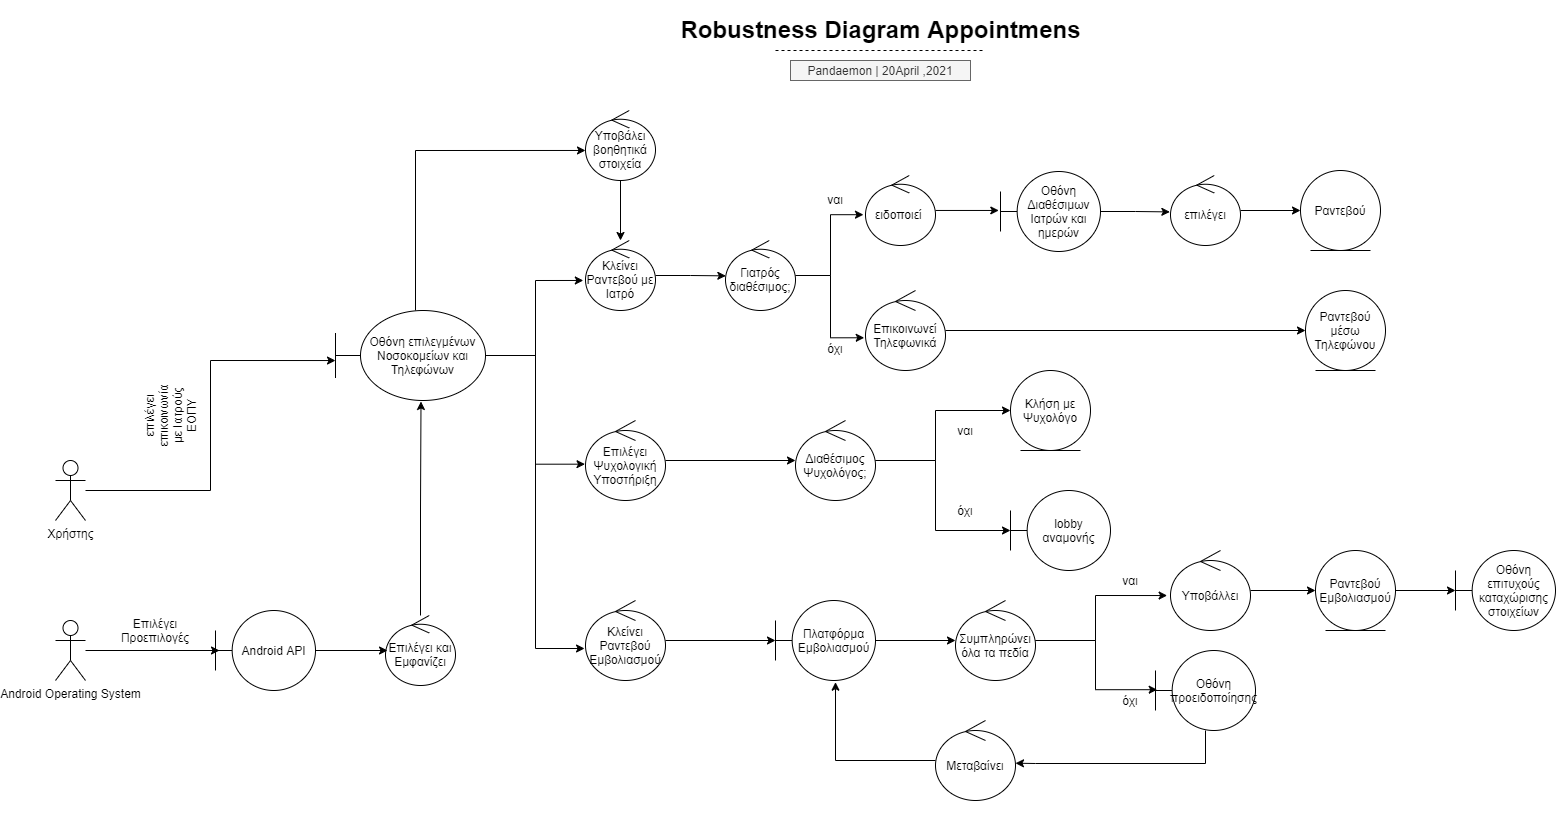 Robustness Diagram Appointmens
Pandaemon | 20April ,2021
Υποβάλει
βοηθητικά
στοιχεία
Κλείνει
Ραντεβού με
Ιατρό
Γιατρός
διαθέσιμος;
ναι
όχι
ειδοποιεί
Οθόνη
Διαθέσιμων
Ιατρών και
ημερών
επιλέγει
Ραντεβού
Επικοινωνεί
Τηλεφωνικά
Ραντεβού
μέσω
Τηλεφώνου
Οθόνη επιλεγμένων
Νοσοκομείων και
Τηλεφώνων
επιλέγει
επικοινωνία
με Ιατρούς
ΕΟΠΥ
Χρήστης
Επιλέγει
Ψυχολογική
Υποστήριξη
Διαθέσιμος
Ψυχολόγος;
ναι
όχι
Κλήση με
Ψυχολόγο
lobby
αναμονής
Android Operating System
Επιλέγει
Προεπιλογές
Android API
Επιλέγει και
Εμφανίζει
Κλείνει
Ραντεβού
Εμβολιασμού
Πλατφόρμα
Εμβολιασμού
Συμπληρώνει
όλα τα πεδία
ναι
όχι
Υποβάλλει
Ραντεβού
Εμβολιασμού
Οθόνη
επιτυχούς
καταχώρισης
στοιχείων
Οθόνη
προειδοποίησης
Μεταβαίνει